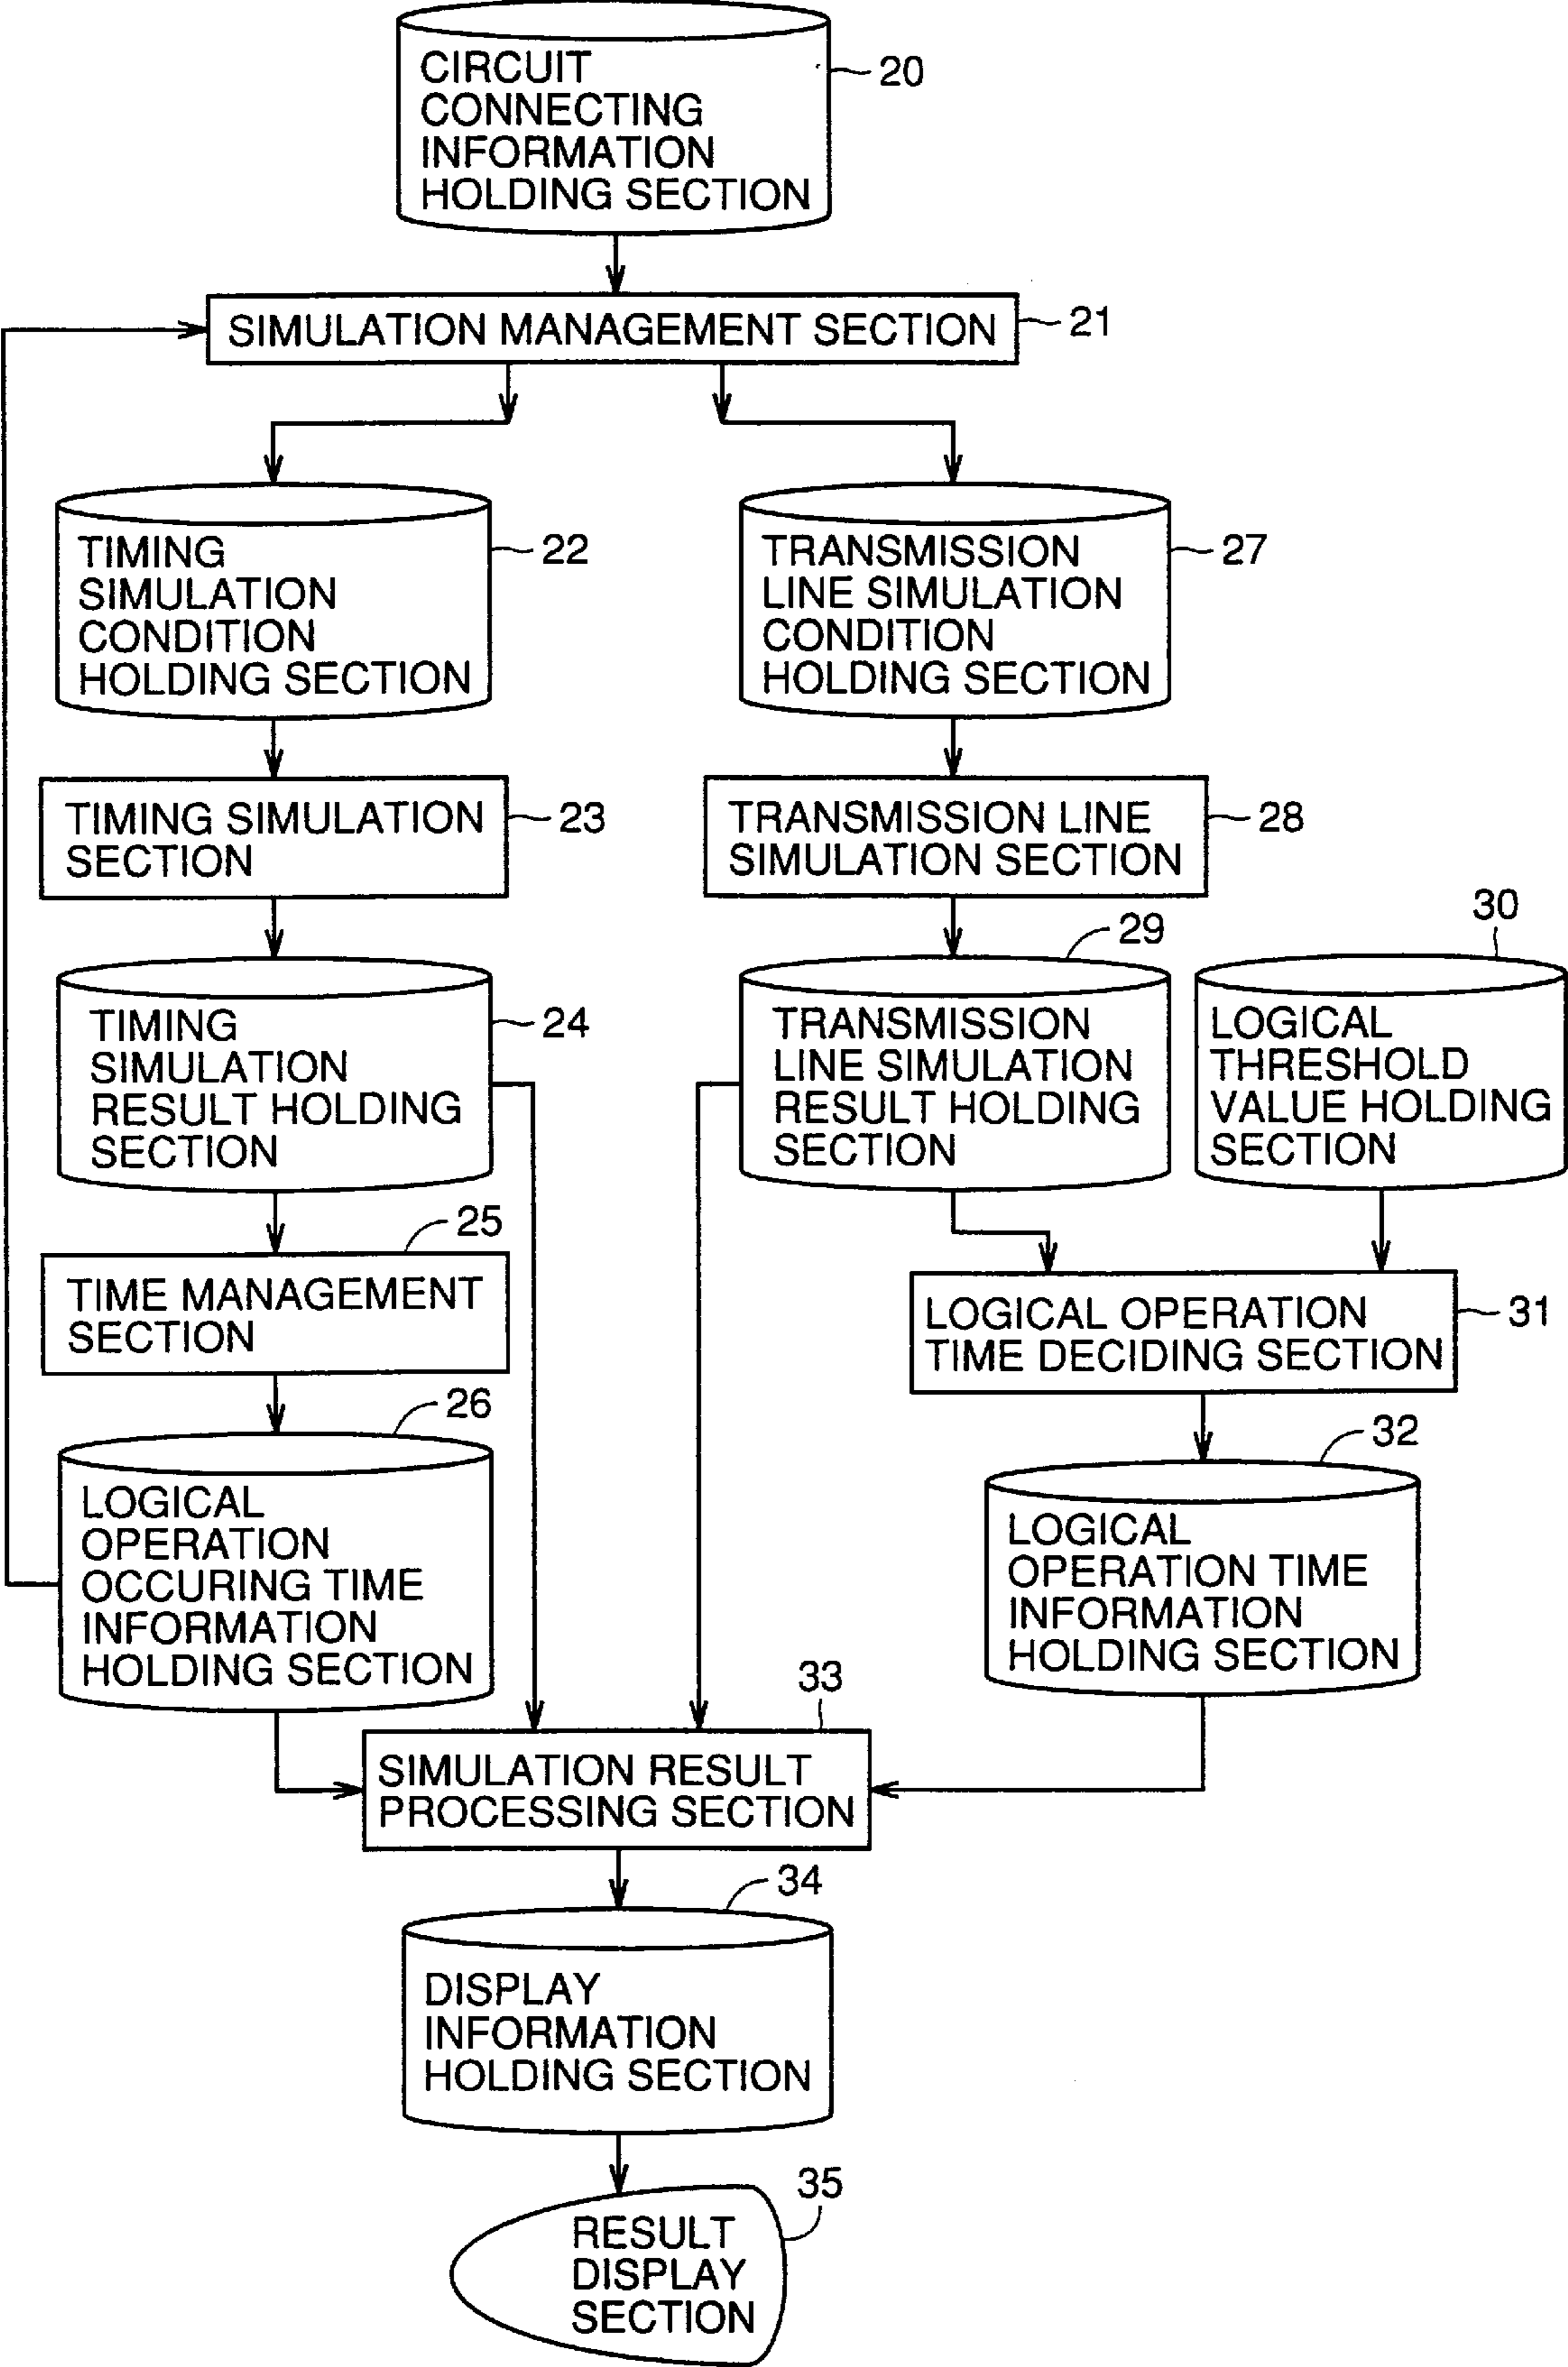 CIRCUIT
CONNECTING
INFORMATION
HOLDING SECTION
20
SIMULATION MANAGEMENT SECTION
21
TIMING
SIMULATION
CONDITION
HOLDING SECTION
22
TRANSMISSION
LINE SIMULATION
CONDITION
HOLDING SECTION
27
TIMING SIMULATION
SECTION
23
TRANSMISSION LINE
SIMULATION SECTION
28
TIMING
SIMULATION
RESULT HOLDING
SECTION
24
29
TRANSMISSION
LINE SIMULATION
RESULT HOLDING
SECTION
30
LOGICAL
THRESHOLD
VALUE HOLDING
SECTION
25
TIME MANAGEMENT
SECTION
LOGICAL OPERATION
TIME DECIDING SECTION
31
26
LOGICAL
OPERATION
OCCURING TIME
INFORMATION
HOLDING SECTION
32
LOGICAL
OPERATION TIME
INFORMATION
HOLDING SECTION
33
SIMULATION RESULT
PROCESSING SECTION
34
DISPLAY
INFORMATION
HOLDING SECTION
35
RESULT
DISPLAY
SECTION